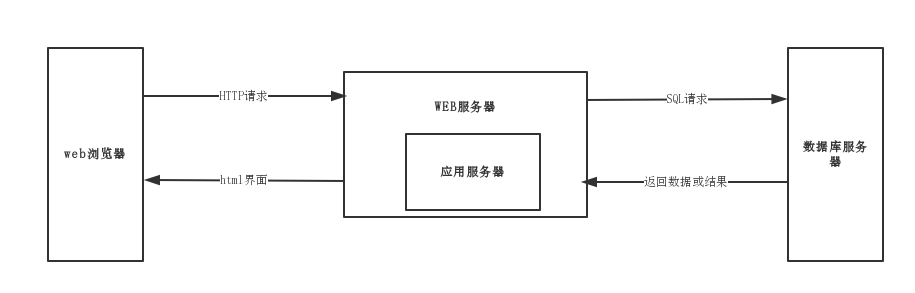 HTTP请求
WEB服务器
SQL请求
web浏览器
数据库服务
器
应用服务器
html界面
返回数据或结果